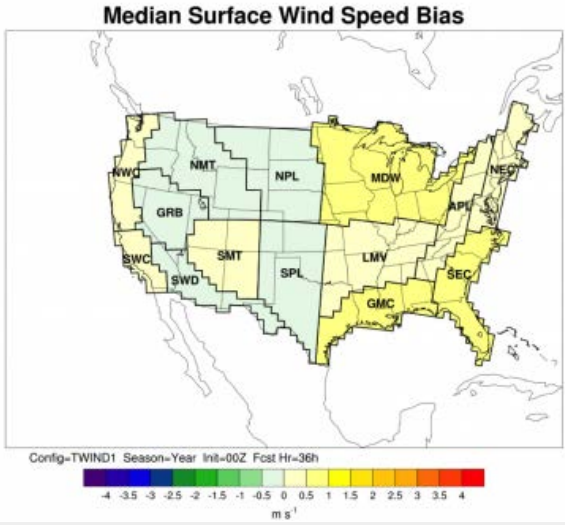 Median Surface Wind Speed Bias
NWC
NMT
NPL
MDW
NEC
APL
GRB
SWC
SMT
SPL
LMV
SWD
GMC
SEC
Config=TWIND1 Season=Year Init=00Z Fcst Hr=36h
-4 -3.5 -3 -2.5 -2 -1.5 -1 -0.5 0 .5 1 1.5 2 2.5 3 3.5 4
m s⁻¹